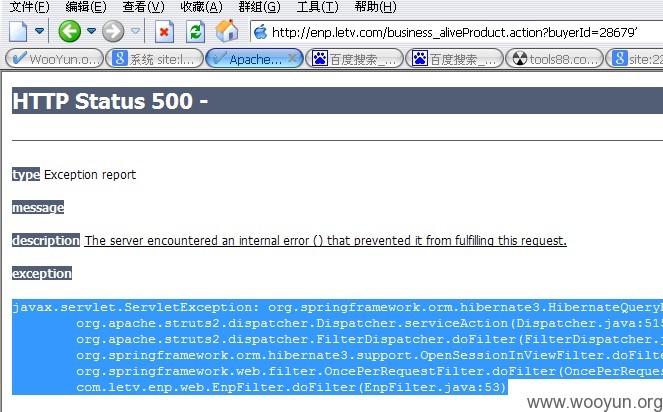 文件(F) 编辑(E) 查看(V) 收藏(A) 群组(G) 工具(T) 帮助(H)
http://enp.letv.com/business_aliveProduct.action?buyerId=28679'
WooYun.o... 系统 site:l... Apache... 百度搜索_... 百度搜索_... tools88.co... site:22
HTTP Status 500 -
type Exception report
message
description The server encountered an internal error () that prevented it from fulfilling this request.
exception
javax.servlet.ServletException: org.springframework.orm.hibernate3.HibernateQuery
org.apache.struts2.dispatcher.Dispatcher.serviceAction(Dispatcher.java:515
org.apache.struts2.dispatcher.FilterDispatcher.doFilter(FilterDispatcher.j
org.springframework.orm.hibernate3.support.OpenSessionInViewFilter.doFilte
org.springframework.web.filter.OncePerRequestFilter.doFilter(OncePerReques
com.letv.enp.web.EnpFilter.doFilter(EnpFilter.java:53)
www.wooyun.org